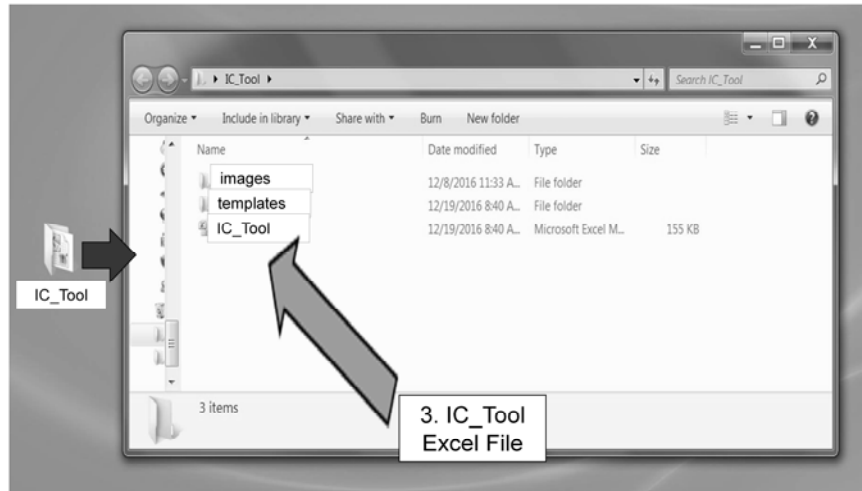 X
IC_Tool
Search IC_Tool
Organize Include in library Share with Burn New folder
Name Date modified Type Size
images 12/8/2016 11:33 A... File folder
templates 12/19/2016 8:40 A... File folder
IC_Tool 12/19/2016 8:40 A... Microsoft Excel M... 155 KB
IC_Tool
3 items
3. IC_Tool
Excel File